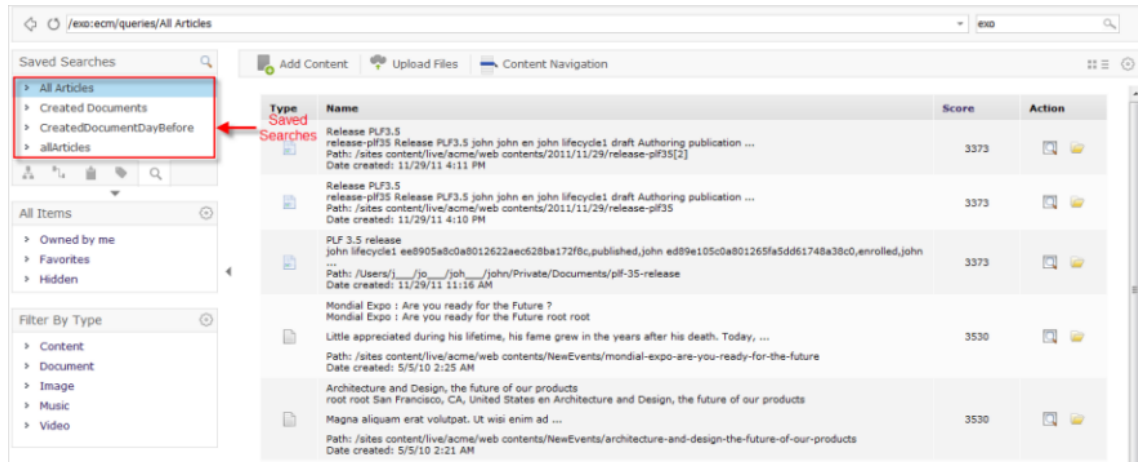 /exo:ecm/queries/All Articles
exo
Saved Searches
All Articles
Created Documents
CreatedDocumentDayBefore
allArticles
All Items
Owned by me
Favorites
Hidden
Filter By Type
Content
Document
Image
Music
Video
Add Content Upload Files Content Navigation
Type Name Score Action
Saved
Searches
Release PLF3.5
release-plf35 Release PLF3.5 john john en john lifecycle1 draft Authoring publication ...
Path: /sites content/live/acme/web contents/2011/11/29/release-plf35[2]
Date created: 11/29/11 4:11 PM
3373
Release PLF3.5
release-plf35 Release PLF3.5 john john en john lifecycle1 draft Authoring publication ...
Path: /sites content/live/acme/web contents/2011/11/29/release-plf35
Date created: 11/29/11 4:10 PM
3373
PLF 3.5 release
john lifecycle1 ee8905a8c0a8012622aec628ba172f8c,published,john ed89e105c0a801265fa5dd61748a38c0,enrolled,john
...
Path: /Users/j___/jo___/joh___/john/Private/Documents/plf-35-release
Date created: 11/29/11 11:16 AM
3373
Mondial Expo : Are you ready for the Future ?
Mondial Expo : Are you ready for the Future root root
Little appreciated during his lifetime, his fame grew in the years after his death. Today, ...
Path: /sites content/live/acme/web contents/NewEvents/mondial-expo-are-you-ready-for-the-future
Date created: 5/5/10 2:25 AM
3530
Architecture and Design, the future of our products
root root San Francisco, CA, United States en Architecture and Design, the future of our products
Magna aliquam erat volutpat. Ut wisi enim ad ...
Path: /sites content/live/acme/web contents/NewEvents/architecture-and-design-the-future-of-our-products
Date created: 5/5/10 2:21 AM
3530